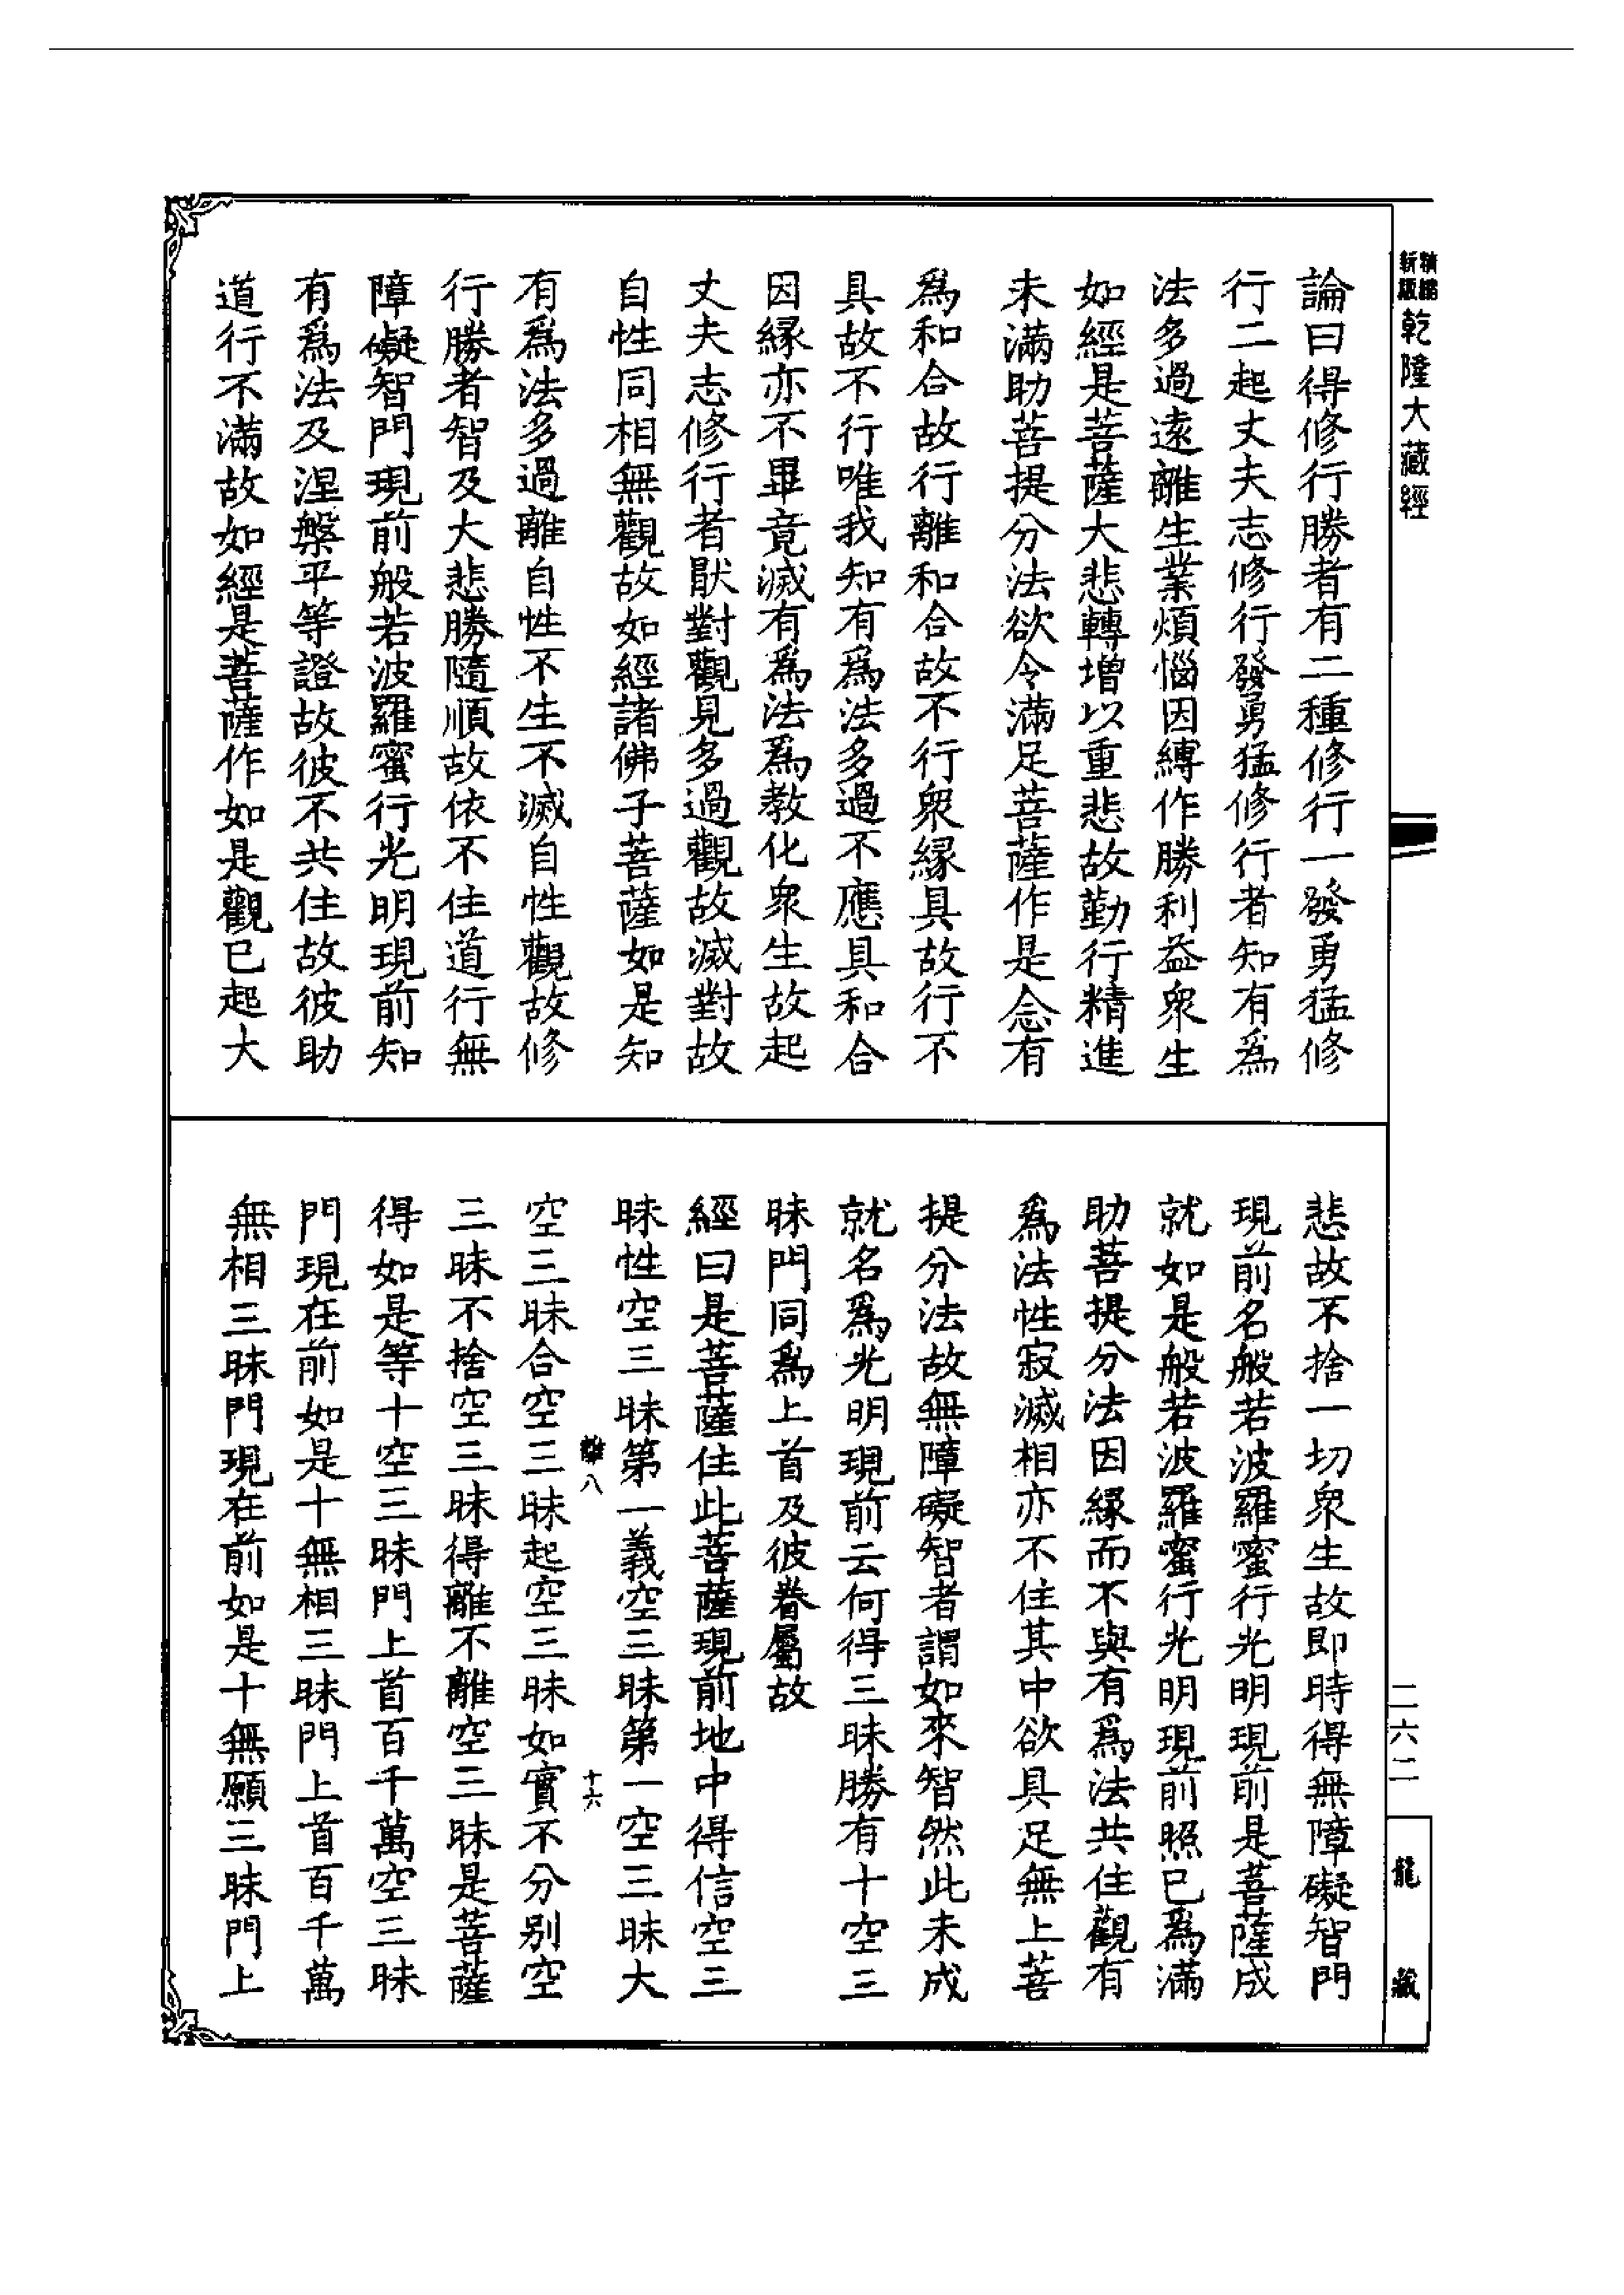 精縮新版乾隆大藏經
論曰得修行勝者有二種修行一發勇猛修
行二起丈夫志修行發勇猛修行者知有爲
法多過遠離生業煩惱因縛作勝利益衆生
如經是菩薩大悲轉增以重悲故勤行精進
未滿助菩提分法欲令滿足菩薩作是念有
爲和合故行離和合故不行衆緣具故行不
具故不行唯我知有爲法多過不應具和合
因緣亦不畢竟滅有爲法爲教化衆生故起
丈夫志修行者猒對觀見多過觀故滅對故
自性同相無觀故如經諸佛子菩薩如是知
有爲法多過離自性不生不滅自性觀故修
行勝者智及大悲勝隨順故依不住道行無
障礙智門現前般若波羅蜜行光明現前知
有爲法及涅槃平等證故彼不共住故彼助
道行不滿故如經是菩薩作如是觀已起大
悲故不捨一切衆生故即時得無障礙智門
現前名般若波羅蜜行光明現前是菩薩成
就如是般若波羅蜜行光明現前照已爲滿
助菩提分法因緣而不與有爲法共住觀有
爲法性寂滅相亦不住其中欲具足無上菩
提分法故無障礙智者謂如來智然此未成
就名爲光明現前云何得三昧勝有十空三
昧門同爲上首及彼眷屬故
經曰是菩薩住此菩薩現前地中得信空三
昧性空三昧第一義空三昧第一空三昧大
八 十六
空三昧合空三昧起空三昧如實不分别空
三昧不捨空三昧得離不離空三昧是菩薩
得如是等十空三昧門上首百千萬空三昧
門現在前如是十無相三昧門上首百千萬
無相三昧門現在前如是十無願三昧門上
二六二
龍藏